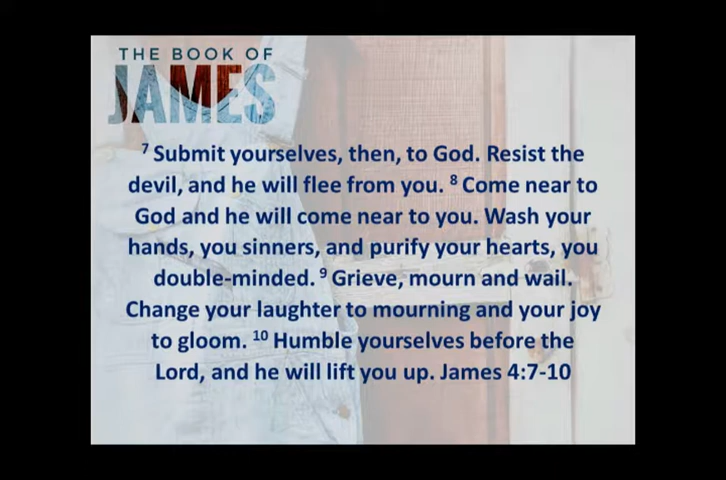 THE BOOK OF
JAMES
7 Submit yourselves, then, to God. Resist the
devil, and he will flee from you. 8 Come near to
God and he will come near to you. Wash your
hands, you sinners, and purify your hearts, you
double-minded. 9 Grieve, mourn and wail.
Change your laughter to mourning and your joy
to gloom. 10 Humble yourselves before the
Lord, and he will lift you up. James 4:7-10